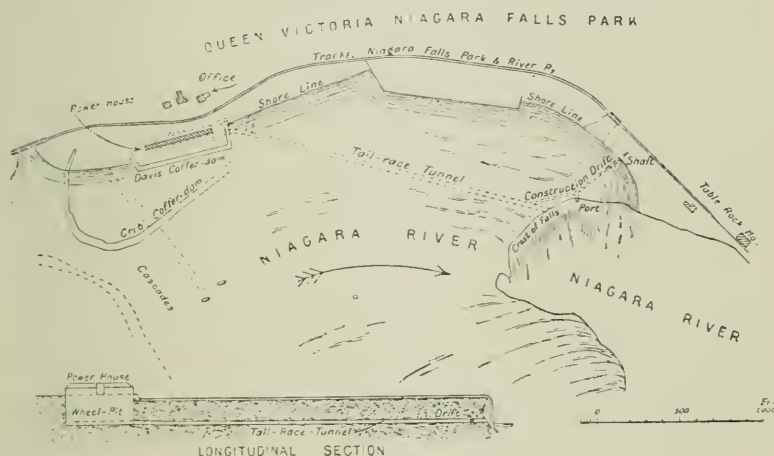 QUEEN VICTORIA NIAGARA FALLS PARK
Tracks. Niagara Falls Park & River Ry.
Office
Power House
Shore Line
Shore Line
Davis Coffer-dam
Tail-race Tunnel
Construction Drift
Shaft
Crib Coffer-dam
Crest of Falls
Port
Table Rock Ho.
Cascades
NIAGARA RIVER
NIAGARA RIVER
Power House
Wheel-Pit
Drift
Tail-Race-Tunnel
0 500 1000
LONGITUDINAL SECTION